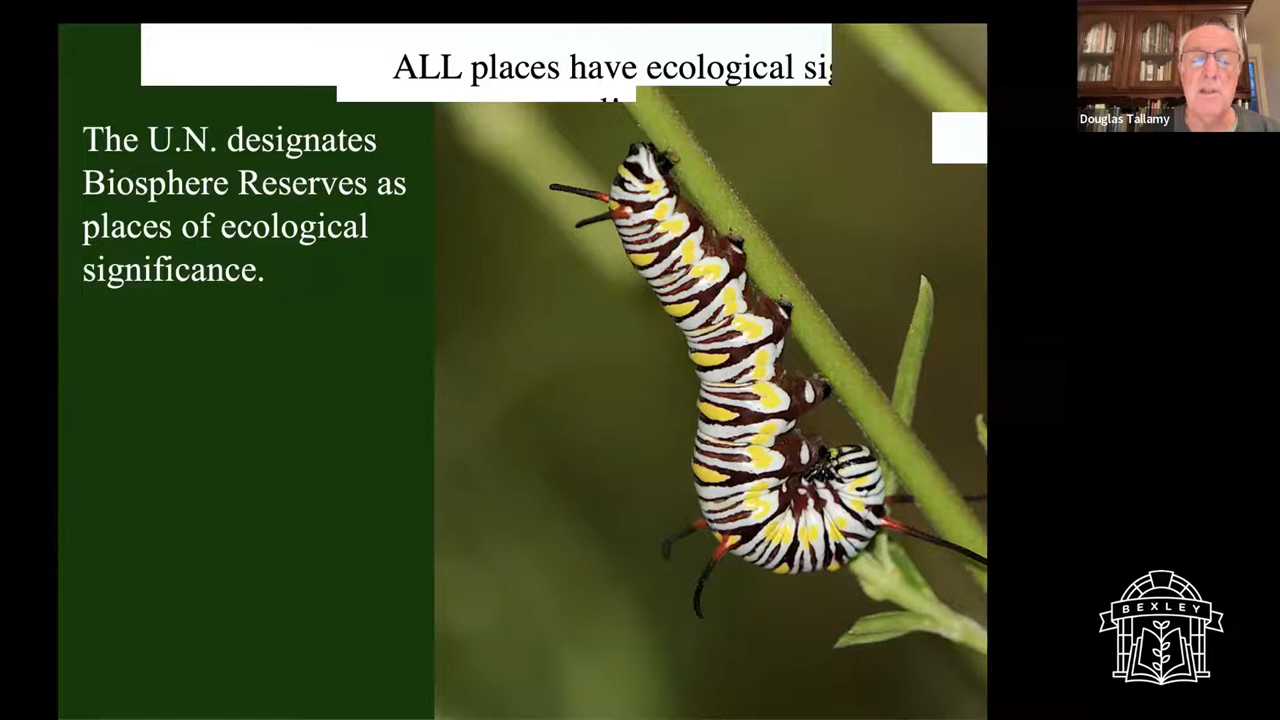 ALL places have ecological
The U.N. designates
Biosphere Reserves as
places of ecological
significance.
Douglas Tallamy
BEXLEY